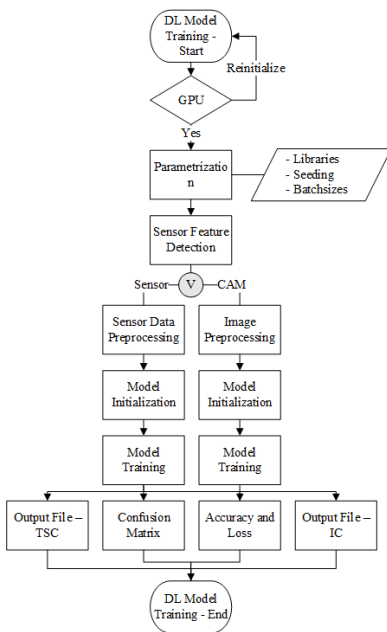 DL Model
Training -
Start
Reinitialize
GPU
Yes
Parametrizatio
n
- Libraries
- Seeding
- Batchsizes
Sensor Feature
Detection
Sensor
V
CAM
Sensor Data
Preprocessing
Image
Preprocessing
Model
Initialization
Model
Initialization
Model
Training
Model
Training
Output File –
TSC
Confusion
Matrix
Accuracy and
Loss
Output File –
IC
DL Model
Training - End